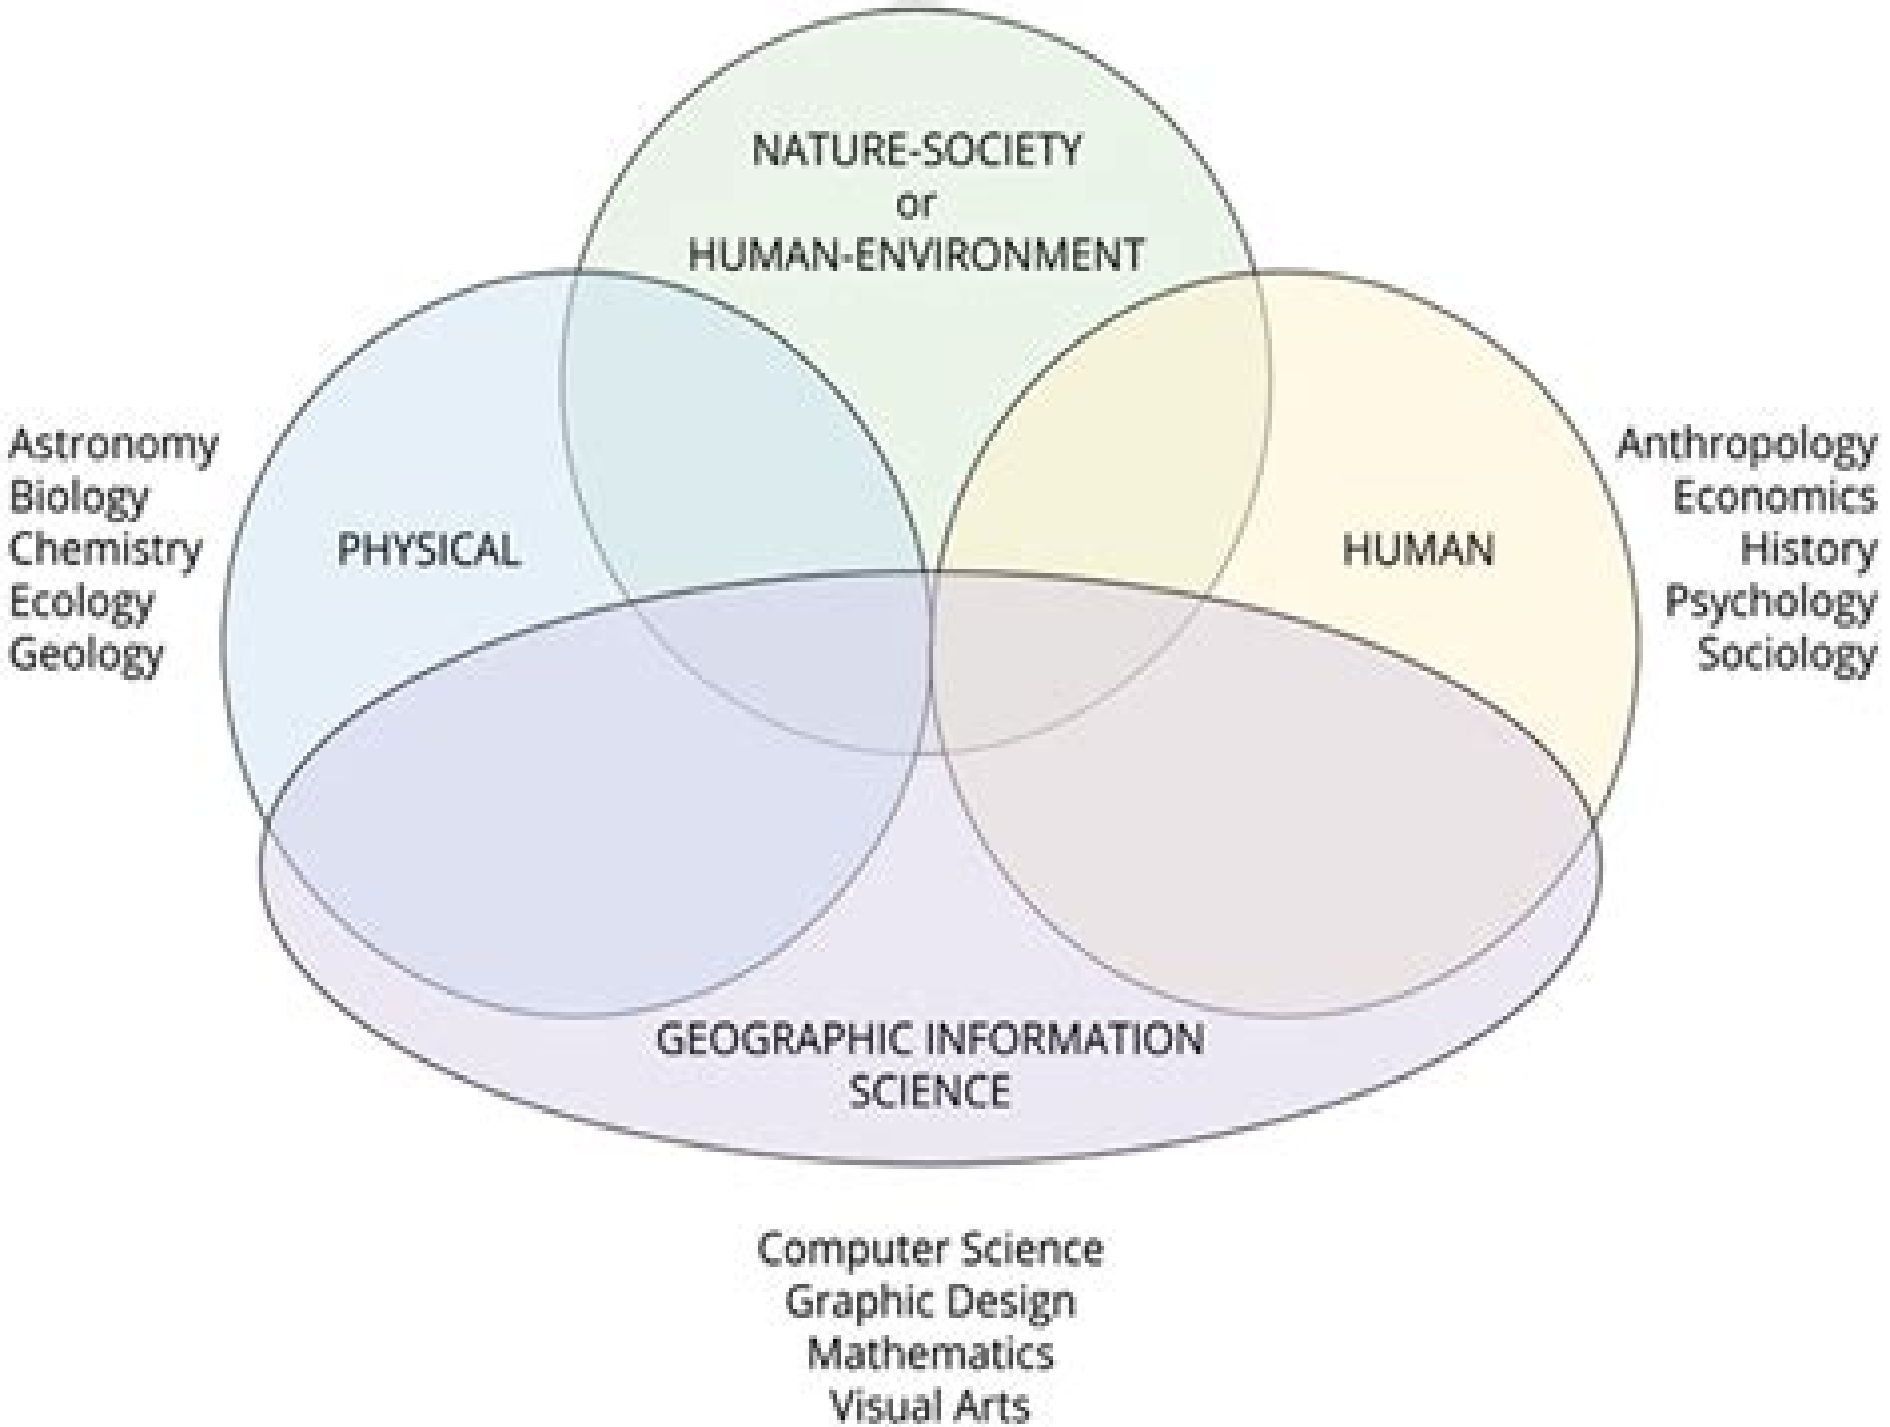 NATURE-SOCIETY
or
HUMAN-ENVIRONMENT
Astronomy
Biology
Chemistry
Ecology
Geology
PHYSICAL
HUMAN
Anthropology
Economics
History
Psychology
Sociology
GEOGRAPHIC INFORMATION
SCIENCE
Computer Science
Graphic Design
Mathematics
Visual Arts